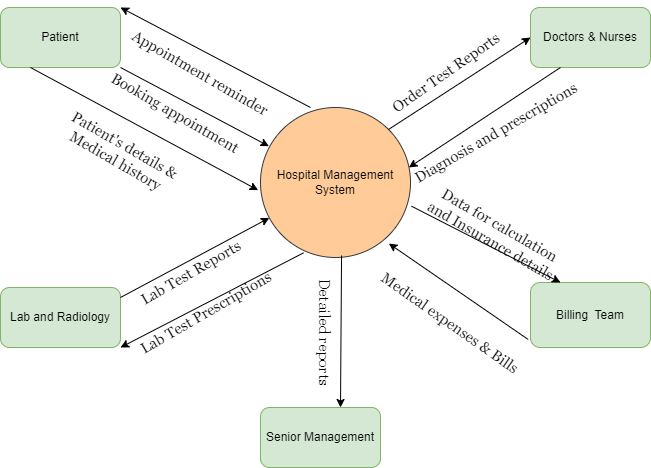 Patient
Doctors & Nurses
Appointment reminder
Order Test Reports
Booking appointment
Diagnosis and prescriptions
Patient's details &
Medical history
Hospital Management
System
Data for calculation
and Insurance details
Lab Test Reports
Lab and Radiology
Lab Test Prescriptions
Detailed reports
Medical expenses & Bills
Billing Team
Senior Management